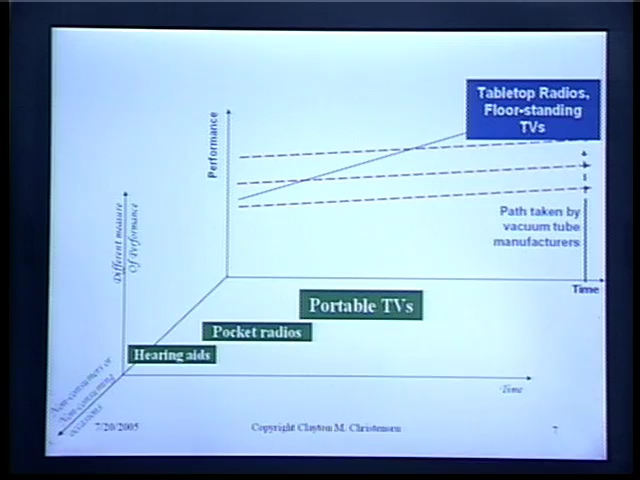 Tabletop Radios,
Floor-standing
TVs
Performance
Path taken by
vacuum tube
manufacturers
Time
Different measure
Of Performance
Portable TVs
Pocket radios
Hearing aids
Non-consumers or
Non-consuming
occasions
Time
7/20/2005
Copyright Clayton M. Christensen
7